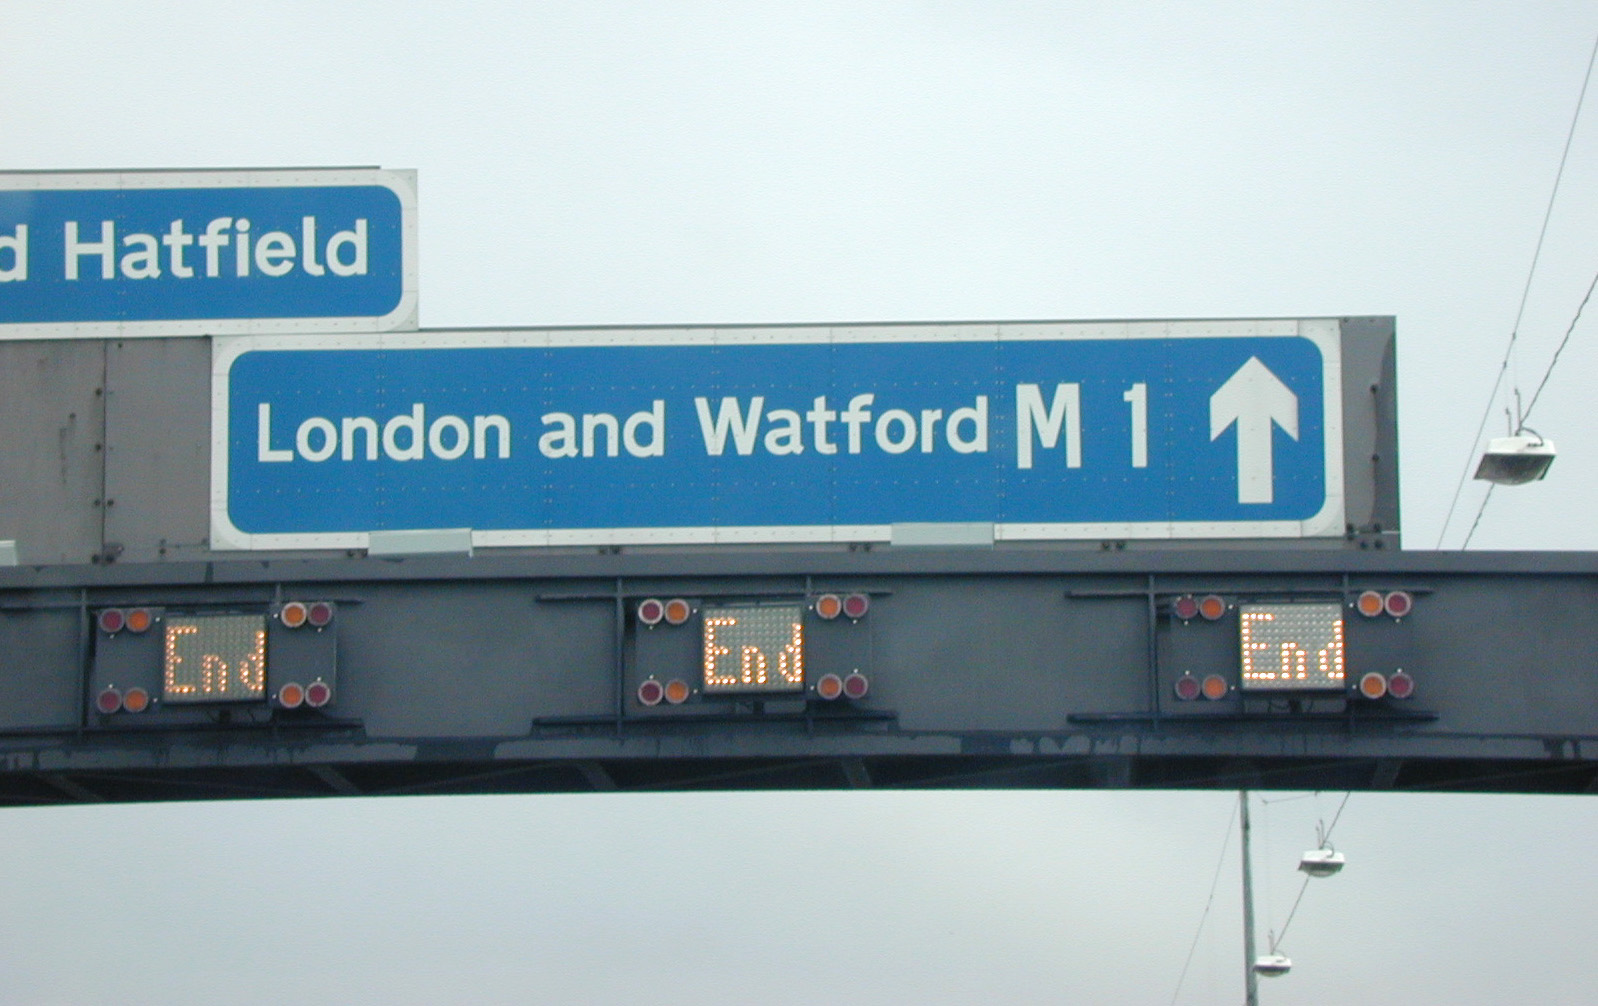 d Hatfield
London and Watford M 1
End End End